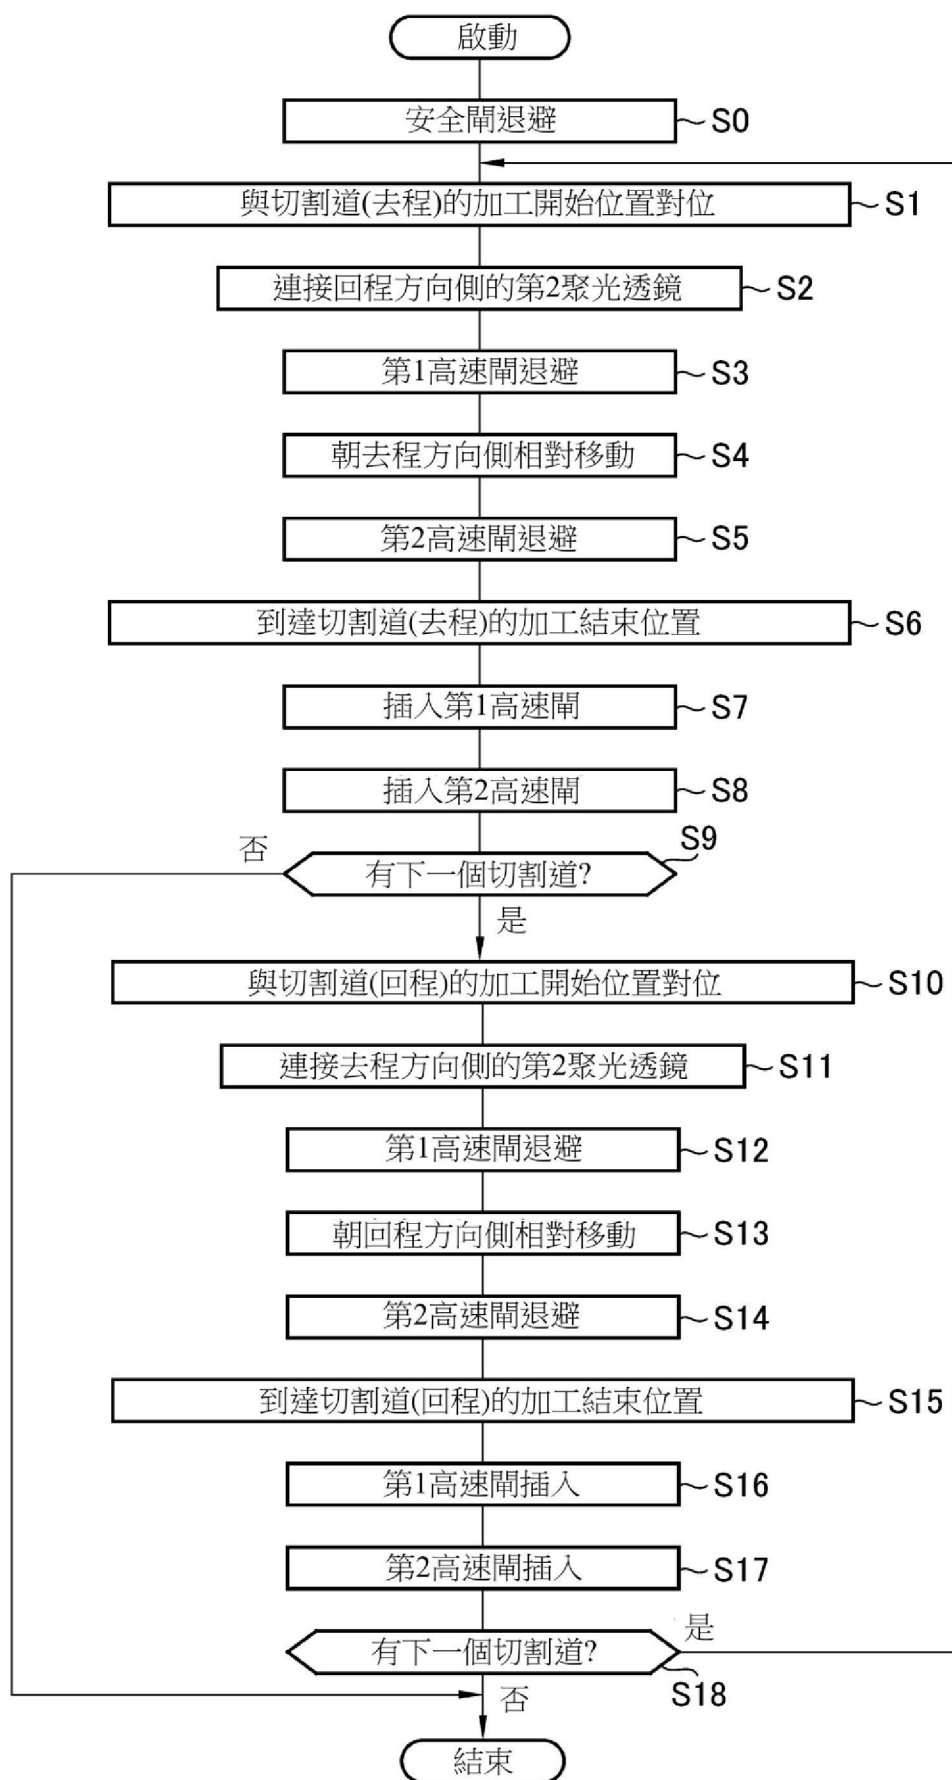 啟動
安全閘退避 S0
與切割道(去程)的加工開始位置對位 S1
連接回程方向側的第2聚光透鏡 S2
第1高速閘退避 S3
朝去程方向側相對移動 S4
第2高速閘退避 S5
到達切割道(去程)的加工結束位置 S6
插入第1高速閘 S7
插入第2高速閘 S8
否 S9
有下一個切割道?
是
與切割道(回程)的加工開始位置對位 S10
連接去程方向側的第2聚光透鏡 S11
第1高速閘退避 S12
朝回程方向側相對移動 S13
第2高速閘退避 S14
到達切割道(回程)的加工結束位置 S15
第1高速閘插入 S16
第2高速閘插入 S17
有下一個切割道? 是
S18
否
結束